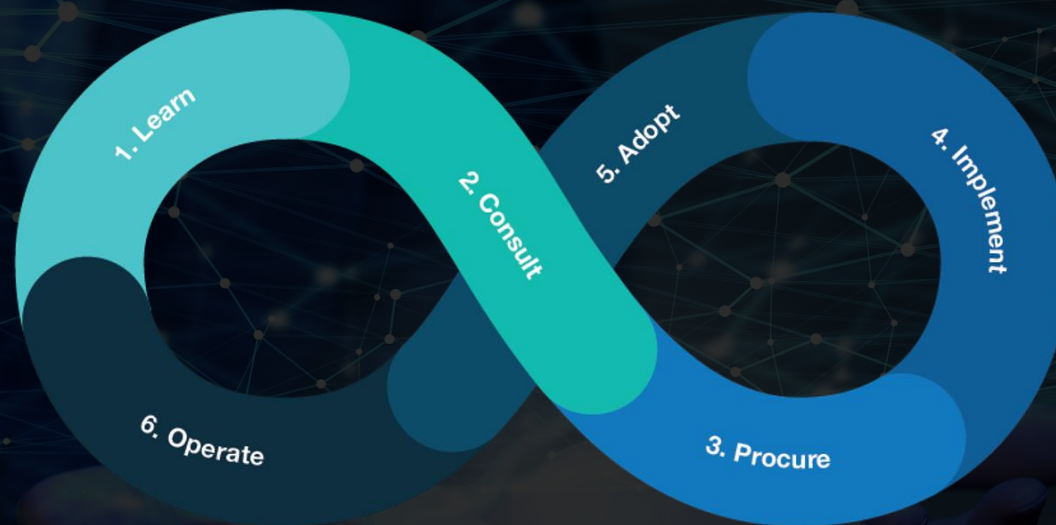 1. Learn
2. Consult
3. Procure
4. Implement
5. Adopt
6. Operate